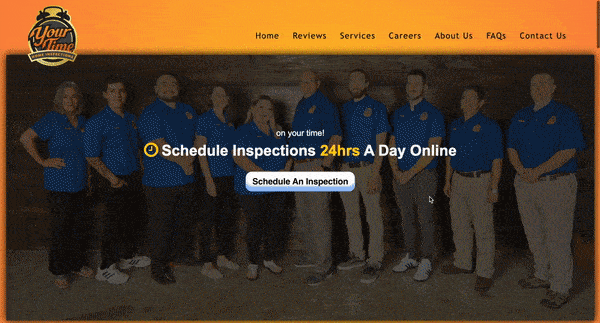 Your Time
HOME INSPECTIONS
Home Reviews Services Careers About Us FAQs Contact Us
on your time!
Schedule Inspections 24hrs A Day Online
Schedule An Inspection